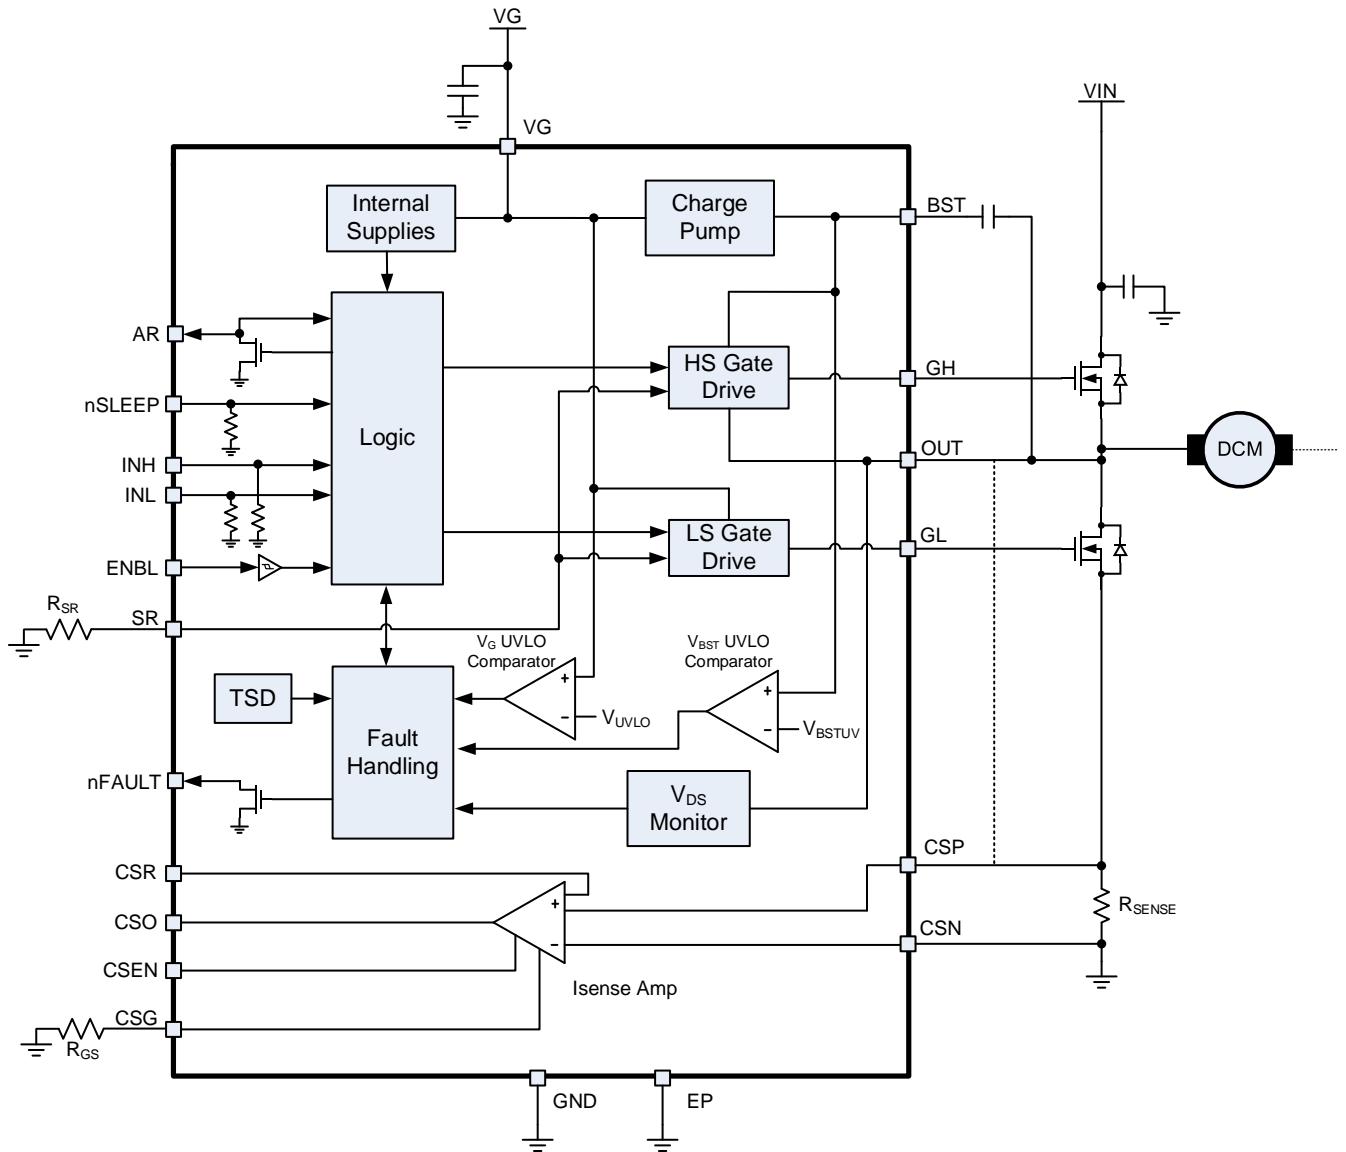 VG
VIN
VG
Internal
Supplies
Charge
Pump
BST
AR
HS Gate
Drive
GH
nSLEEP
Logic
INH
OUT
DCM
INL
LS Gate
Drive
GL
ENBL
RSR
SR
VG UVLO
Comparator
VBST UVLO
Comparator
+
+
TSD
−
VUVLO
−
VBSTUV
Fault
Handling
nFAULT
VDS
Monitor
CSR
CSP
+
CSO
RSENSE
−
CSN
CSEN
Isense Amp
CSG
RGS
GND
EP